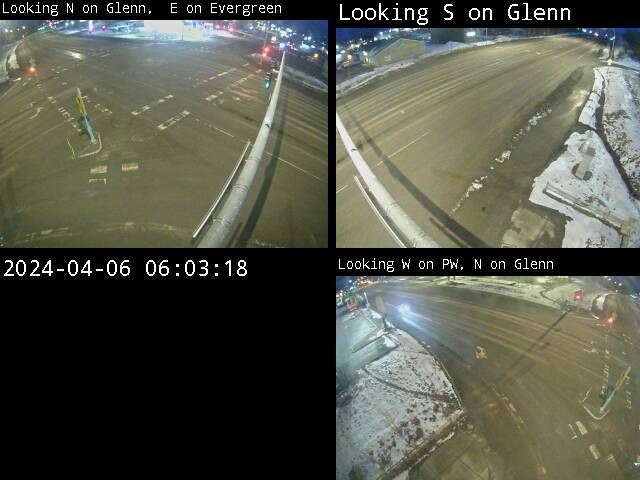 Looking N on Glenn,  E on Evergreen
Looking S on Glenn
2024-04-06 06:03:18
Looking W on PW, N on Glenn